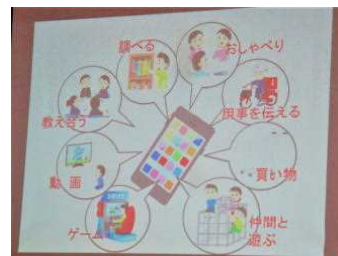 調べる
おしゃべり
教え合う
用事を伝える
動画
買い物
ゲーム
仲間と
遊ぶ